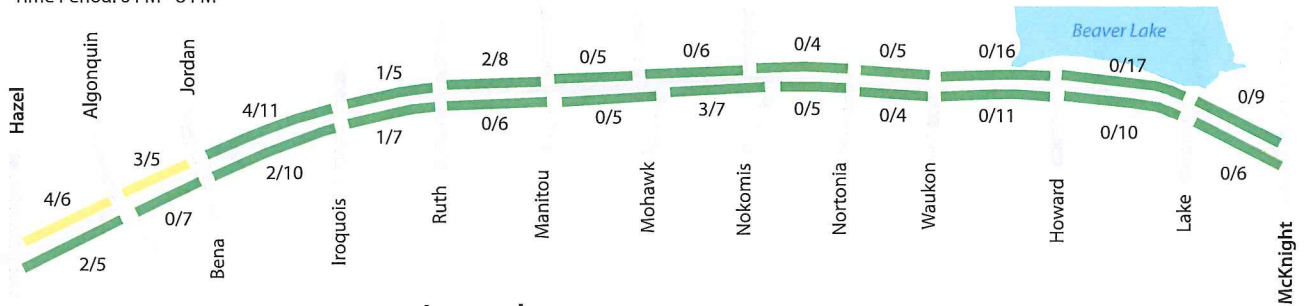 Beaver Lake
Hazel
Algonquin
Jordan
4/6
3/5
4/11
1/5
2/8
0/5
0/6
0/4
0/5
0/16
0/17
0/9
2/5
0/7
2/10
1/7
0/6
0/5
3/7
0/5
0/4
0/11
0/10
0/6
Bena
Iroquois
Ruth
Manitou
Mohawk
Nokomis
Nortonia
Waukon
Howard
Lake
McKnight